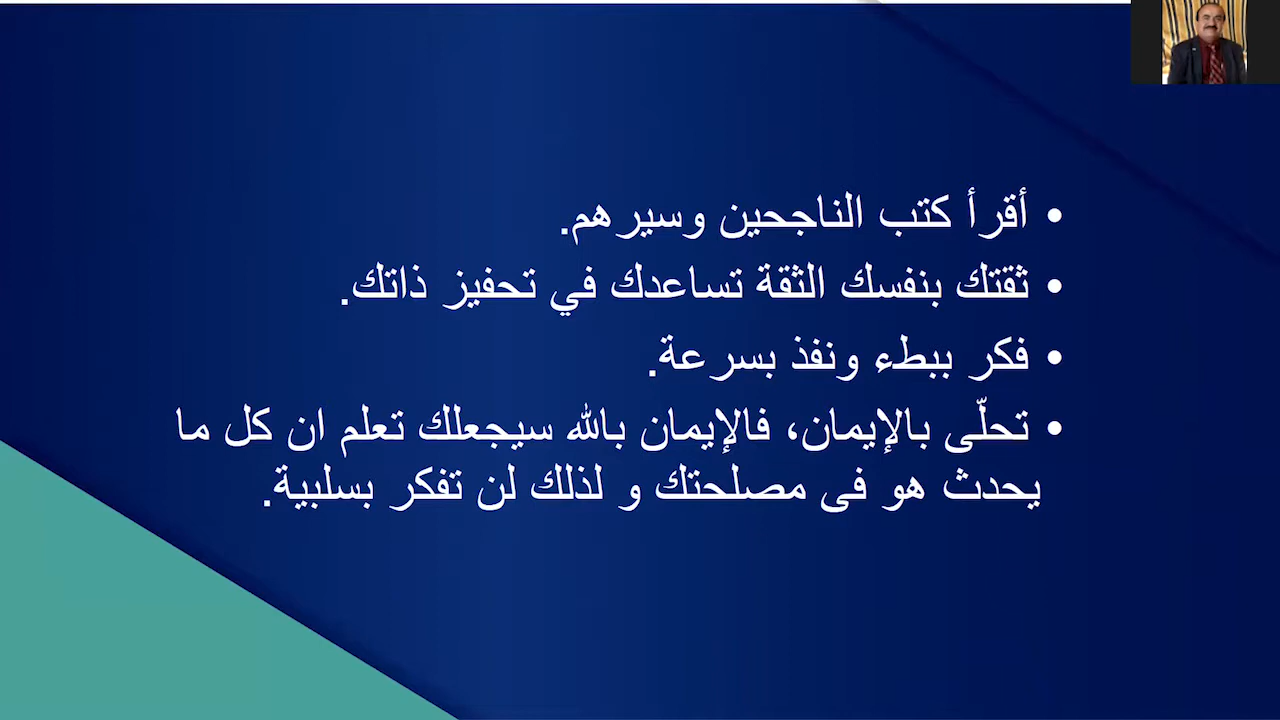 • أقرأ كتب الناجحين وسيرهم.
• ثقتك بنفسك الثقة تساعدك في تحفيز ذاتك.
• فكر ببطء ونفذ بسرعة.
• تحلّى بالإيمان، فالإيمان بالله سيجعلك تعلم ان كل ما
يحدث هو فى مصلحتك و لذلك لن تفكر بسلبية.